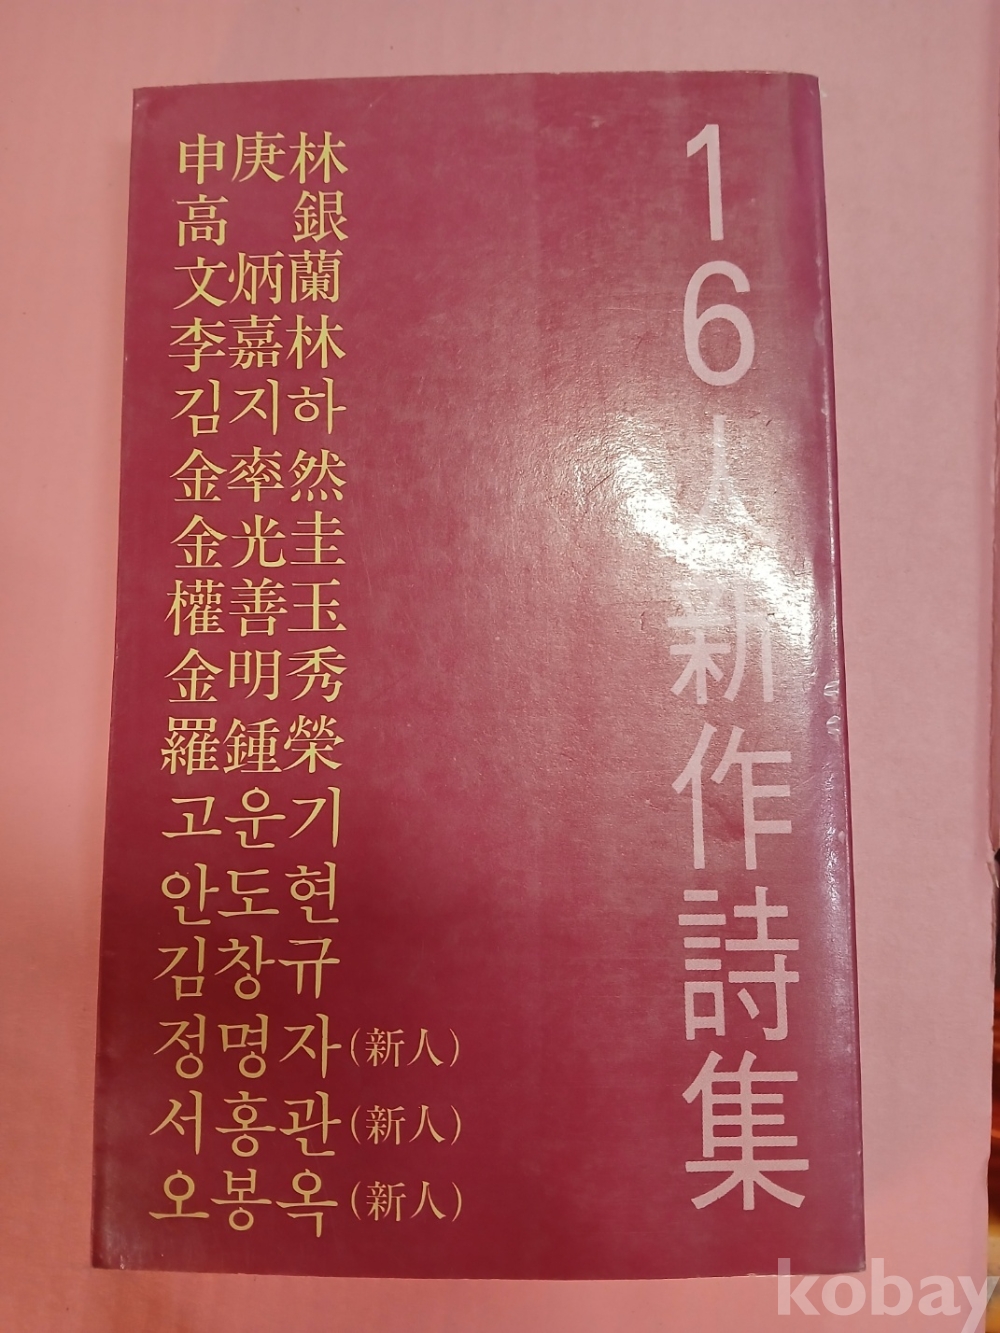 申庚林
高 銀
文炳蘭
李嘉林
김지하
金率然
金光圭
權善玉
金明秀
羅鍾榮
고운기
안도현
김창규
정명자(新人)
서홍관(新人)
오봉옥(新人)
16人新作詩集
kobay